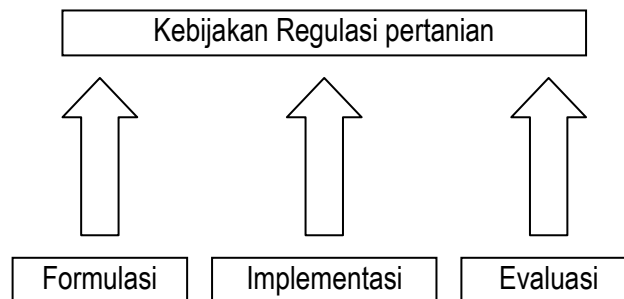 Kebijakan Regulasi pertanian
Formulasi
Implementasi
Evaluasi